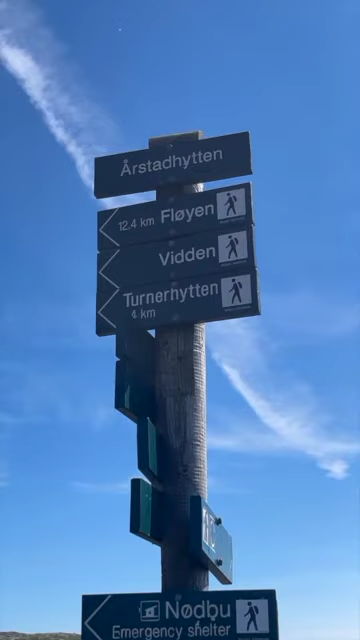 Årstadhytten
12.4 km Fløyen
Vidden
Turnerhytten
4 km
Nødbu
Emergency shelter